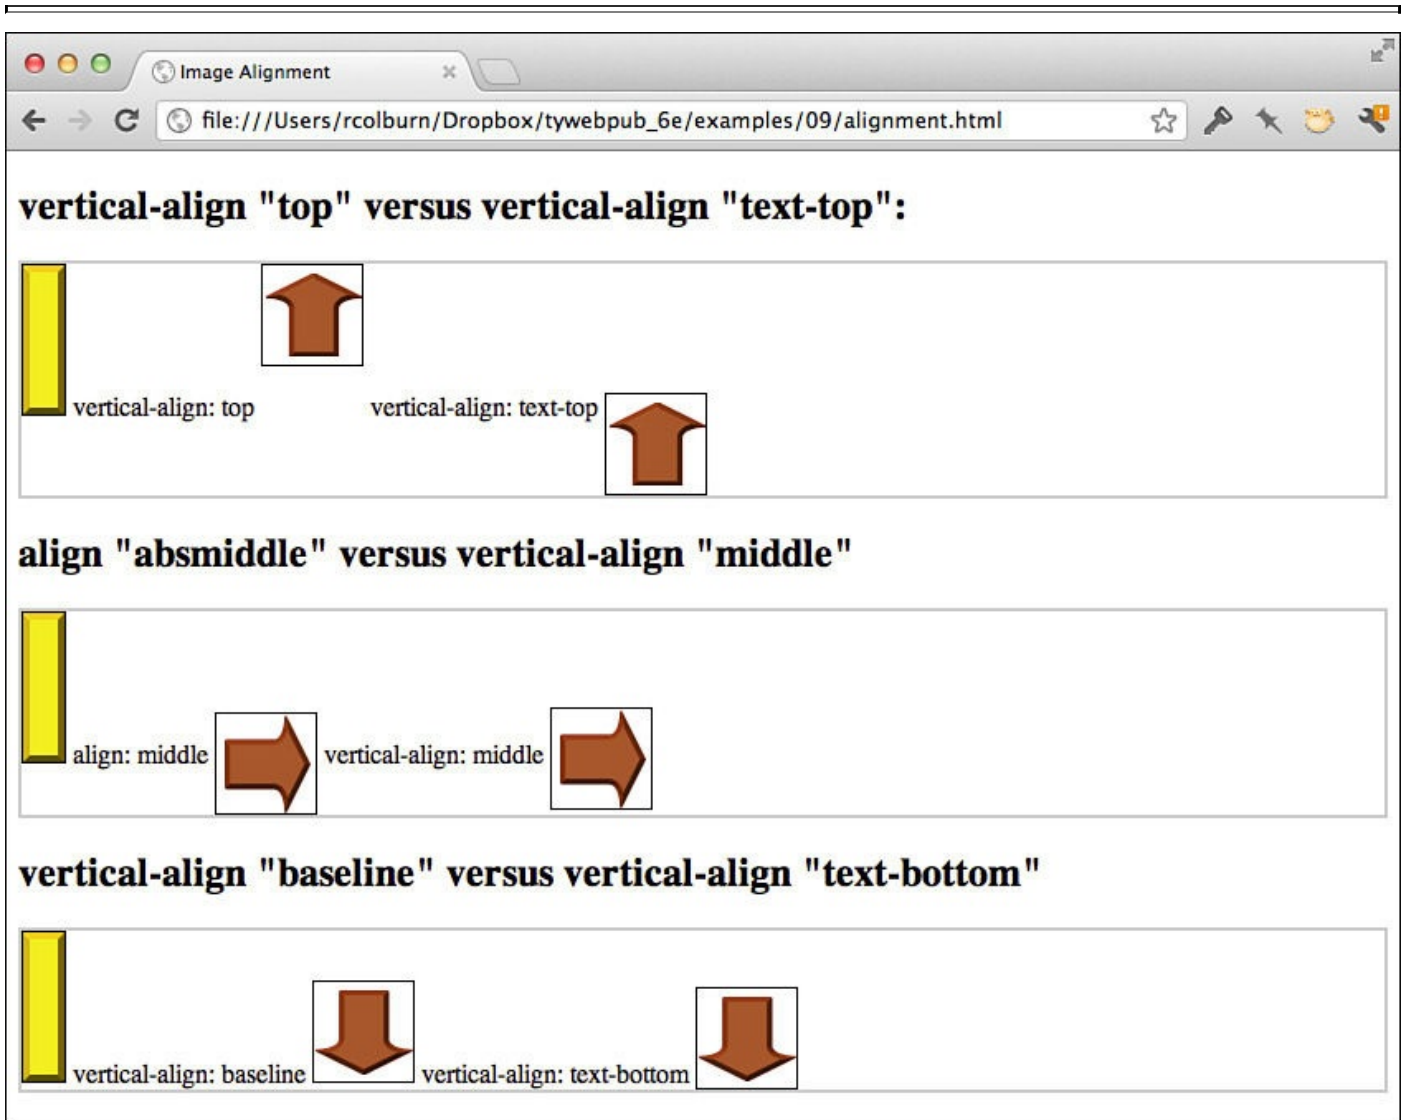 Image Alignment
file:///Users/rcolburn/Dropbox/tywebpub_6e/examples/09/alignment.html
vertical-align "top" versus vertical-align "text-top":
vertical-align: top vertical-align: text-top
align "absmiddle" versus vertical-align "middle"
align: middle vertical-align: middle
vertical-align "baseline" versus vertical-align "text-bottom"
vertical-align: baseline vertical-align: text-bottom